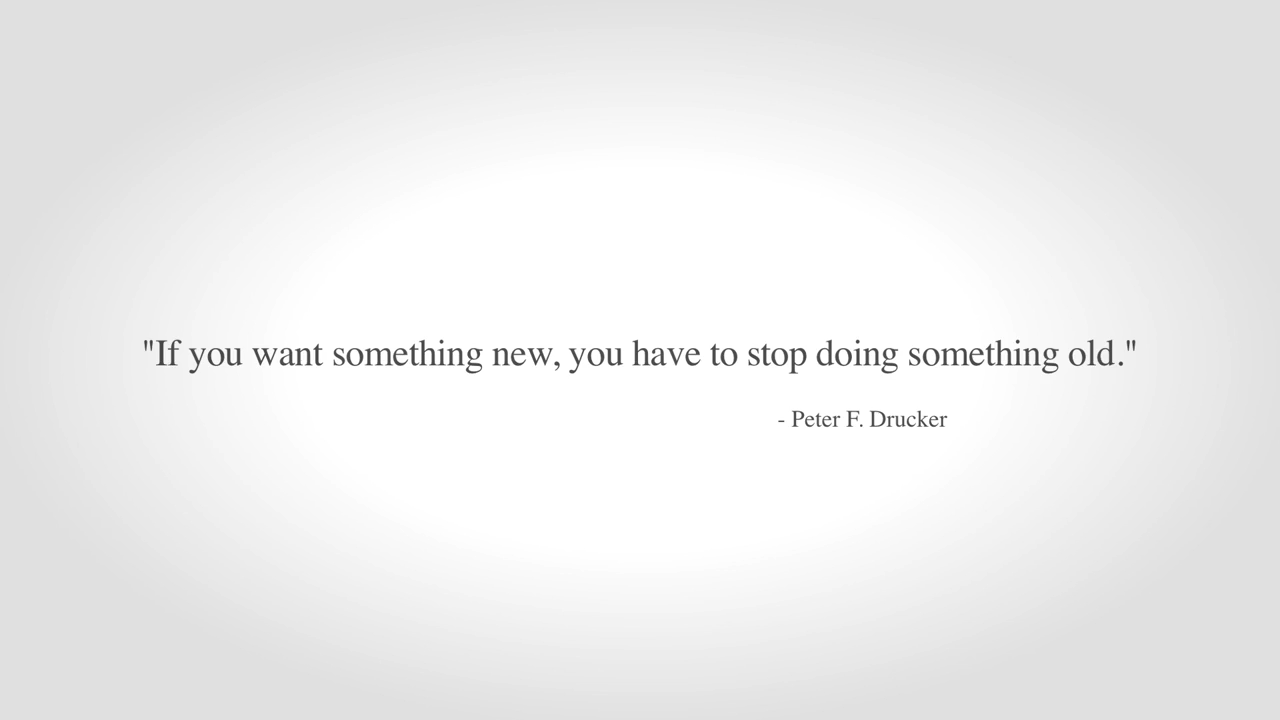 "If you want something new, you have to stop doing something old."
- Peter F. Drucker